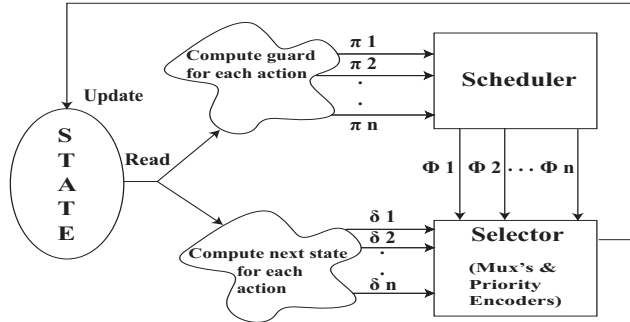 Compute guard
for each action
π 1
π 2
.
.
π n
Scheduler
Update
STATE
Read
Φ 1 Φ 2 . . . Φ n
Compute next state
for each
action
δ 1
δ 2
.
.
δ n
Selector
(Mux's &
Priority
Encoders)